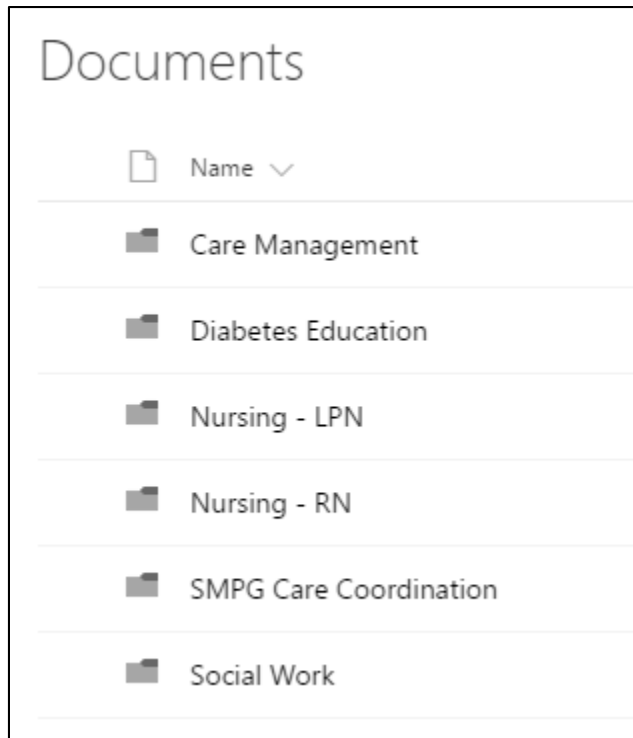 Documents
Name
Care Management
Diabetes Education
Nursing - LPN
Nursing - RN
SMPG Care Coordination
Social Work